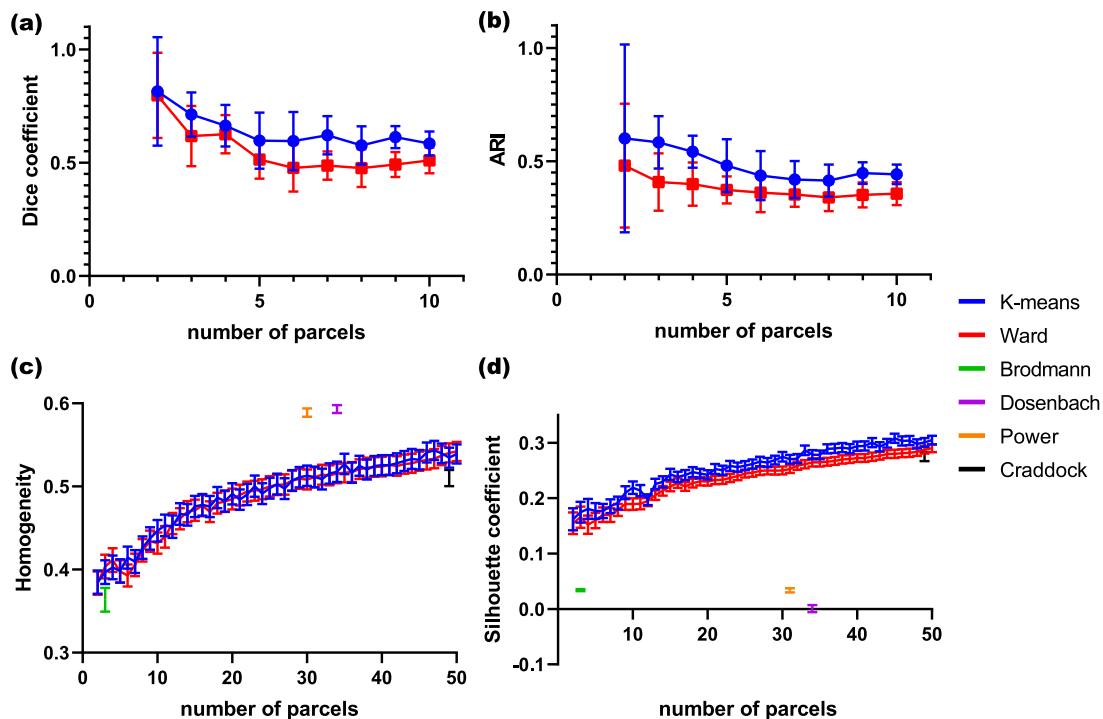 (a)
1.0
0.5
0.0
Dice coefficient
0
5
10
number of parcels
(b)
1.0
0.5
0.0
ARI
0
5
10
number of parcels
K-means
Ward
Brodmann
Dosenbach
Power
Craddock
(c)
0.6
0.5
0.4
0.3
Homogeneity
0
10
20
30
40
50
number of parcels
(d)
0.3
0.2
0.1
0.0
-0.1
Silhouette coefficient
10
20
30
40
50
number of parcels